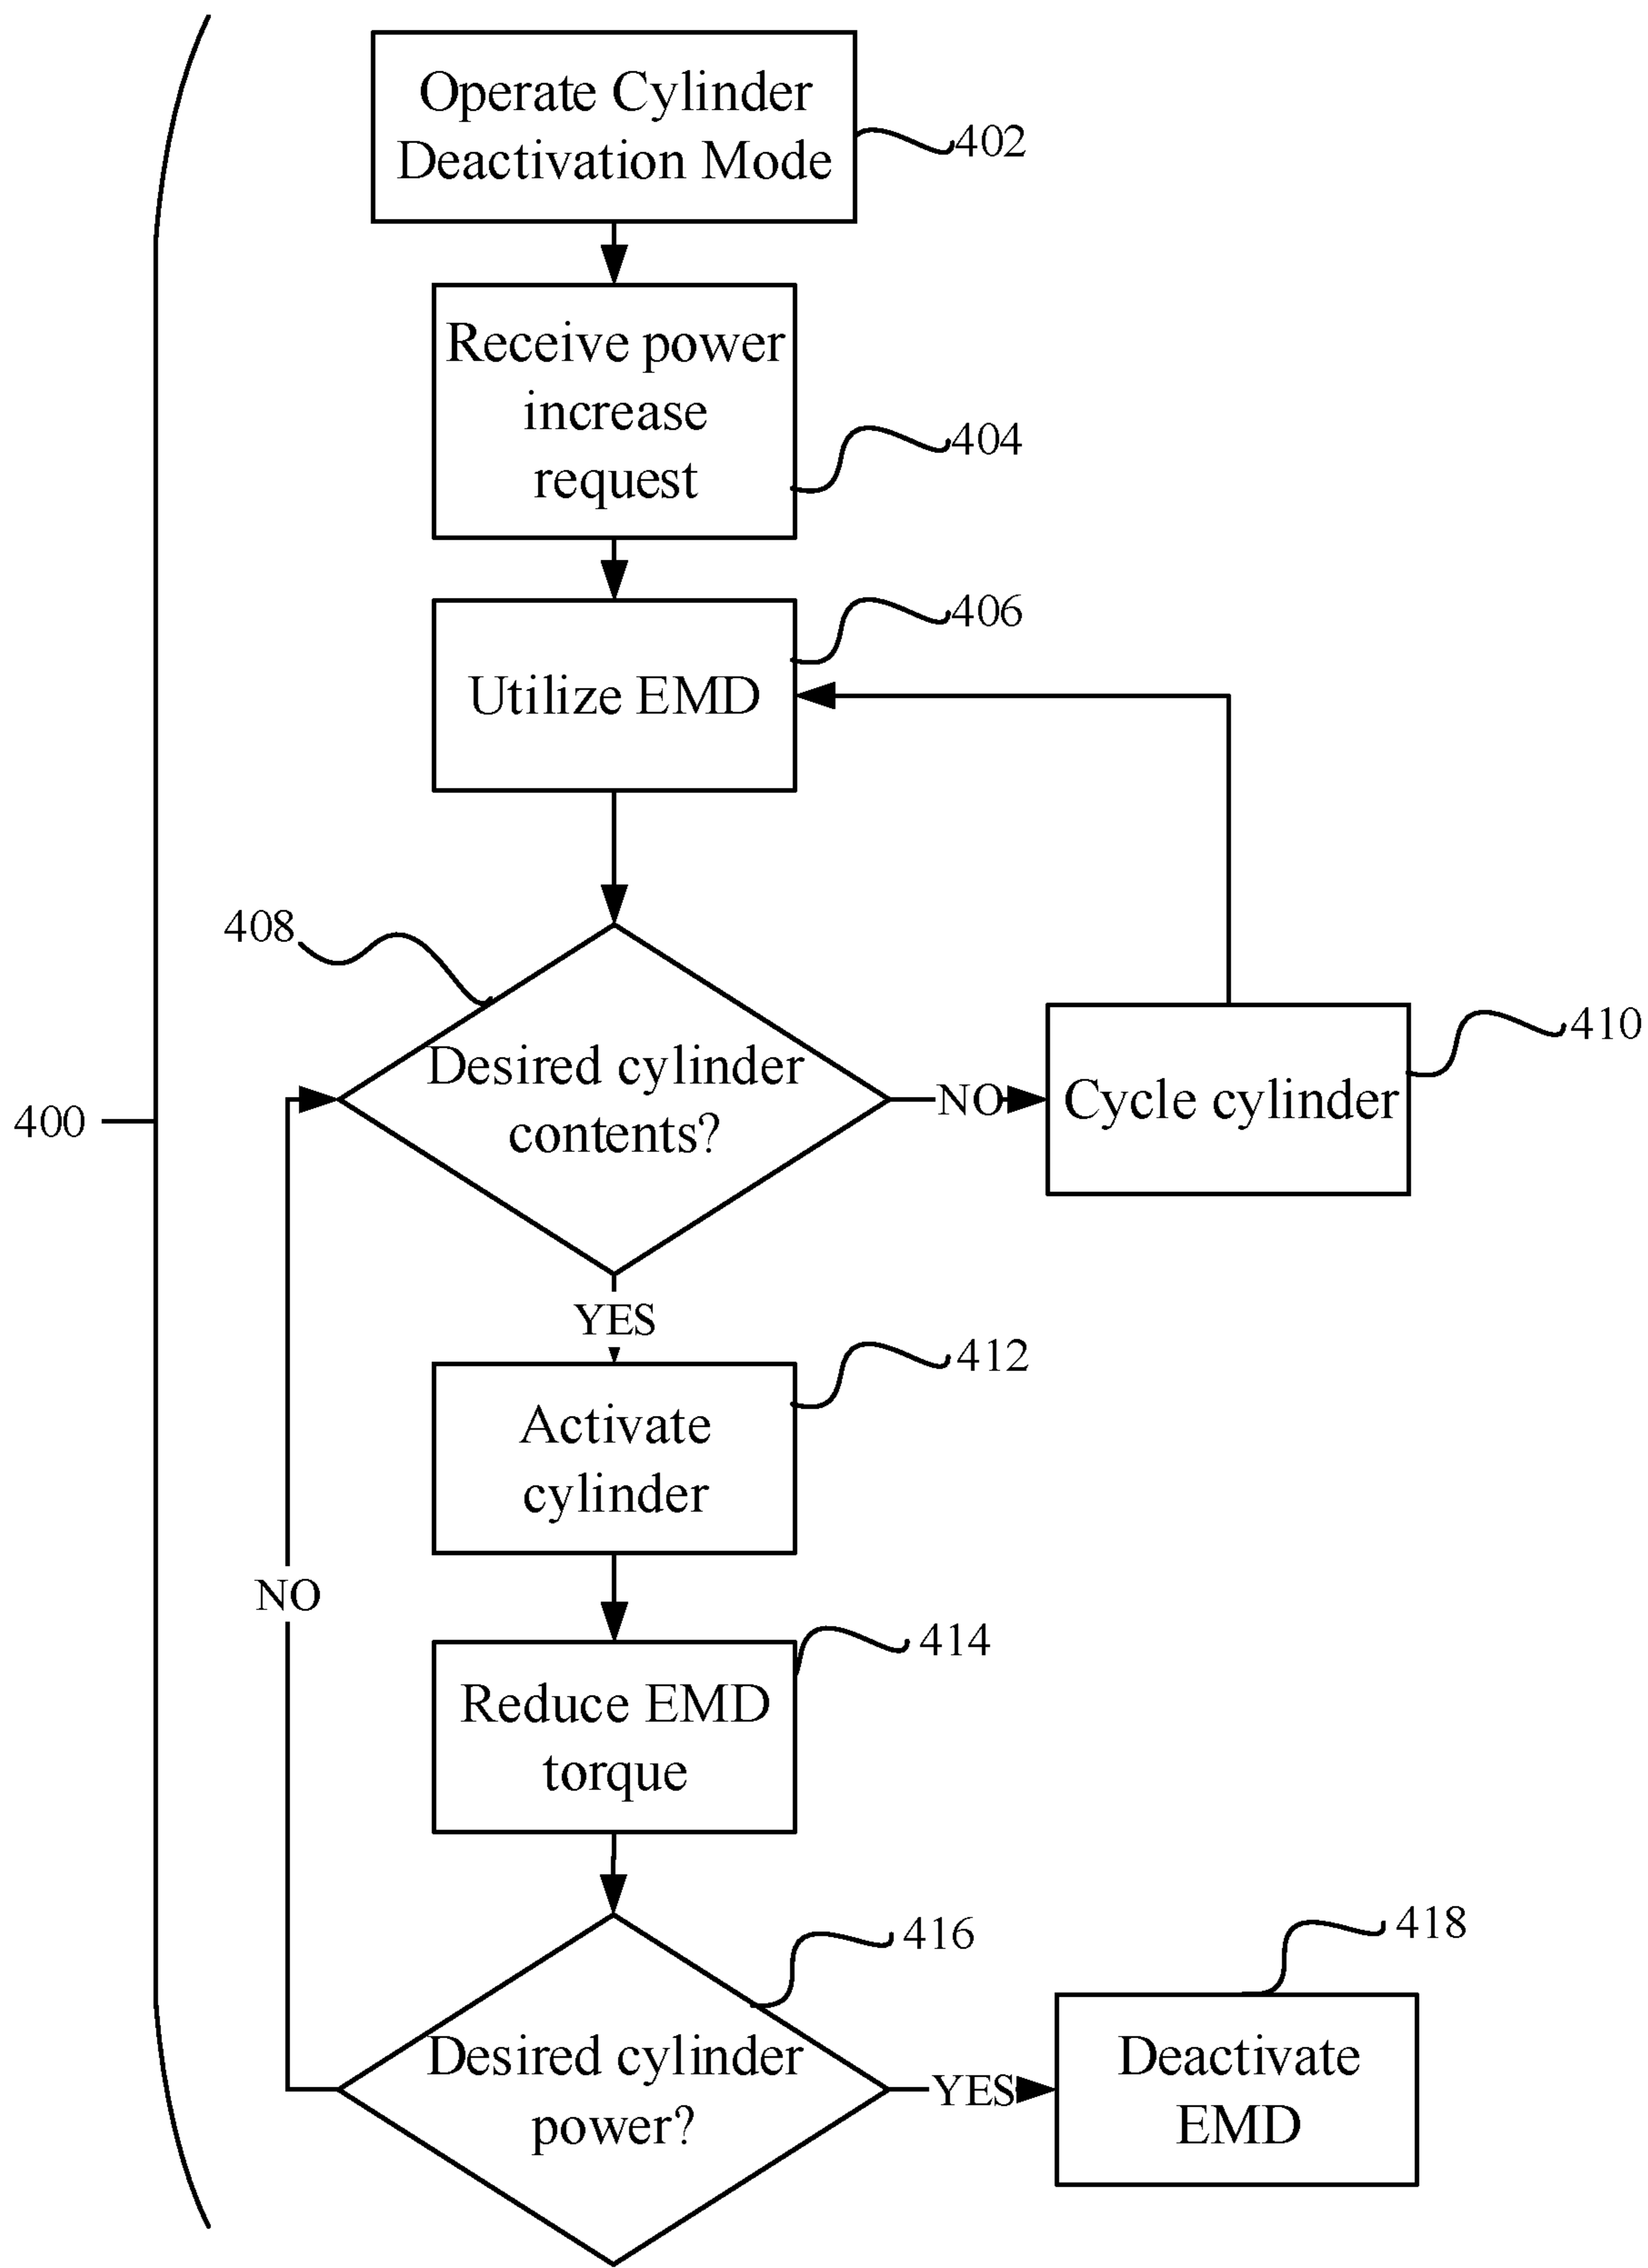 Operate Cylinder
Deactivation Mode
402
Receive power
increase
request
404
406
Utilize EMD
408
Desired cylinder
contents?
NO
Cycle cylinder
410
400
YES
412
Activate
cylinder
NO
414
Reduce EMD
torque
416
Desired cylinder
power?
YES
418
Deactivate
EMD